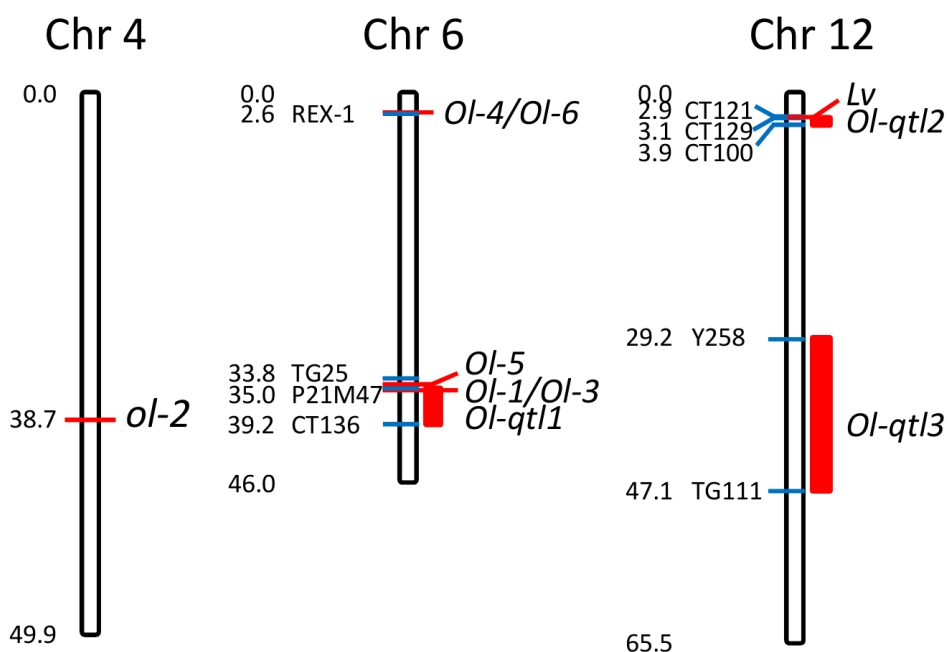 Chr 4
0.0
38.7
ol-2
49.9
Chr 6
0.0
2.6 REX-1
Ol-4/Ol-6
33.8 TG25
Ol-5
35.0 P21M47
Ol-1/Ol-3
39.2 CT136
Ol-qtl1
46.0
Chr 12
0.0
Lv
2.9 CT121
Ol-qtl2
3.1 CT129
3.9 CT100
29.2 Y258
Ol-qtl3
47.1 TG111
65.5